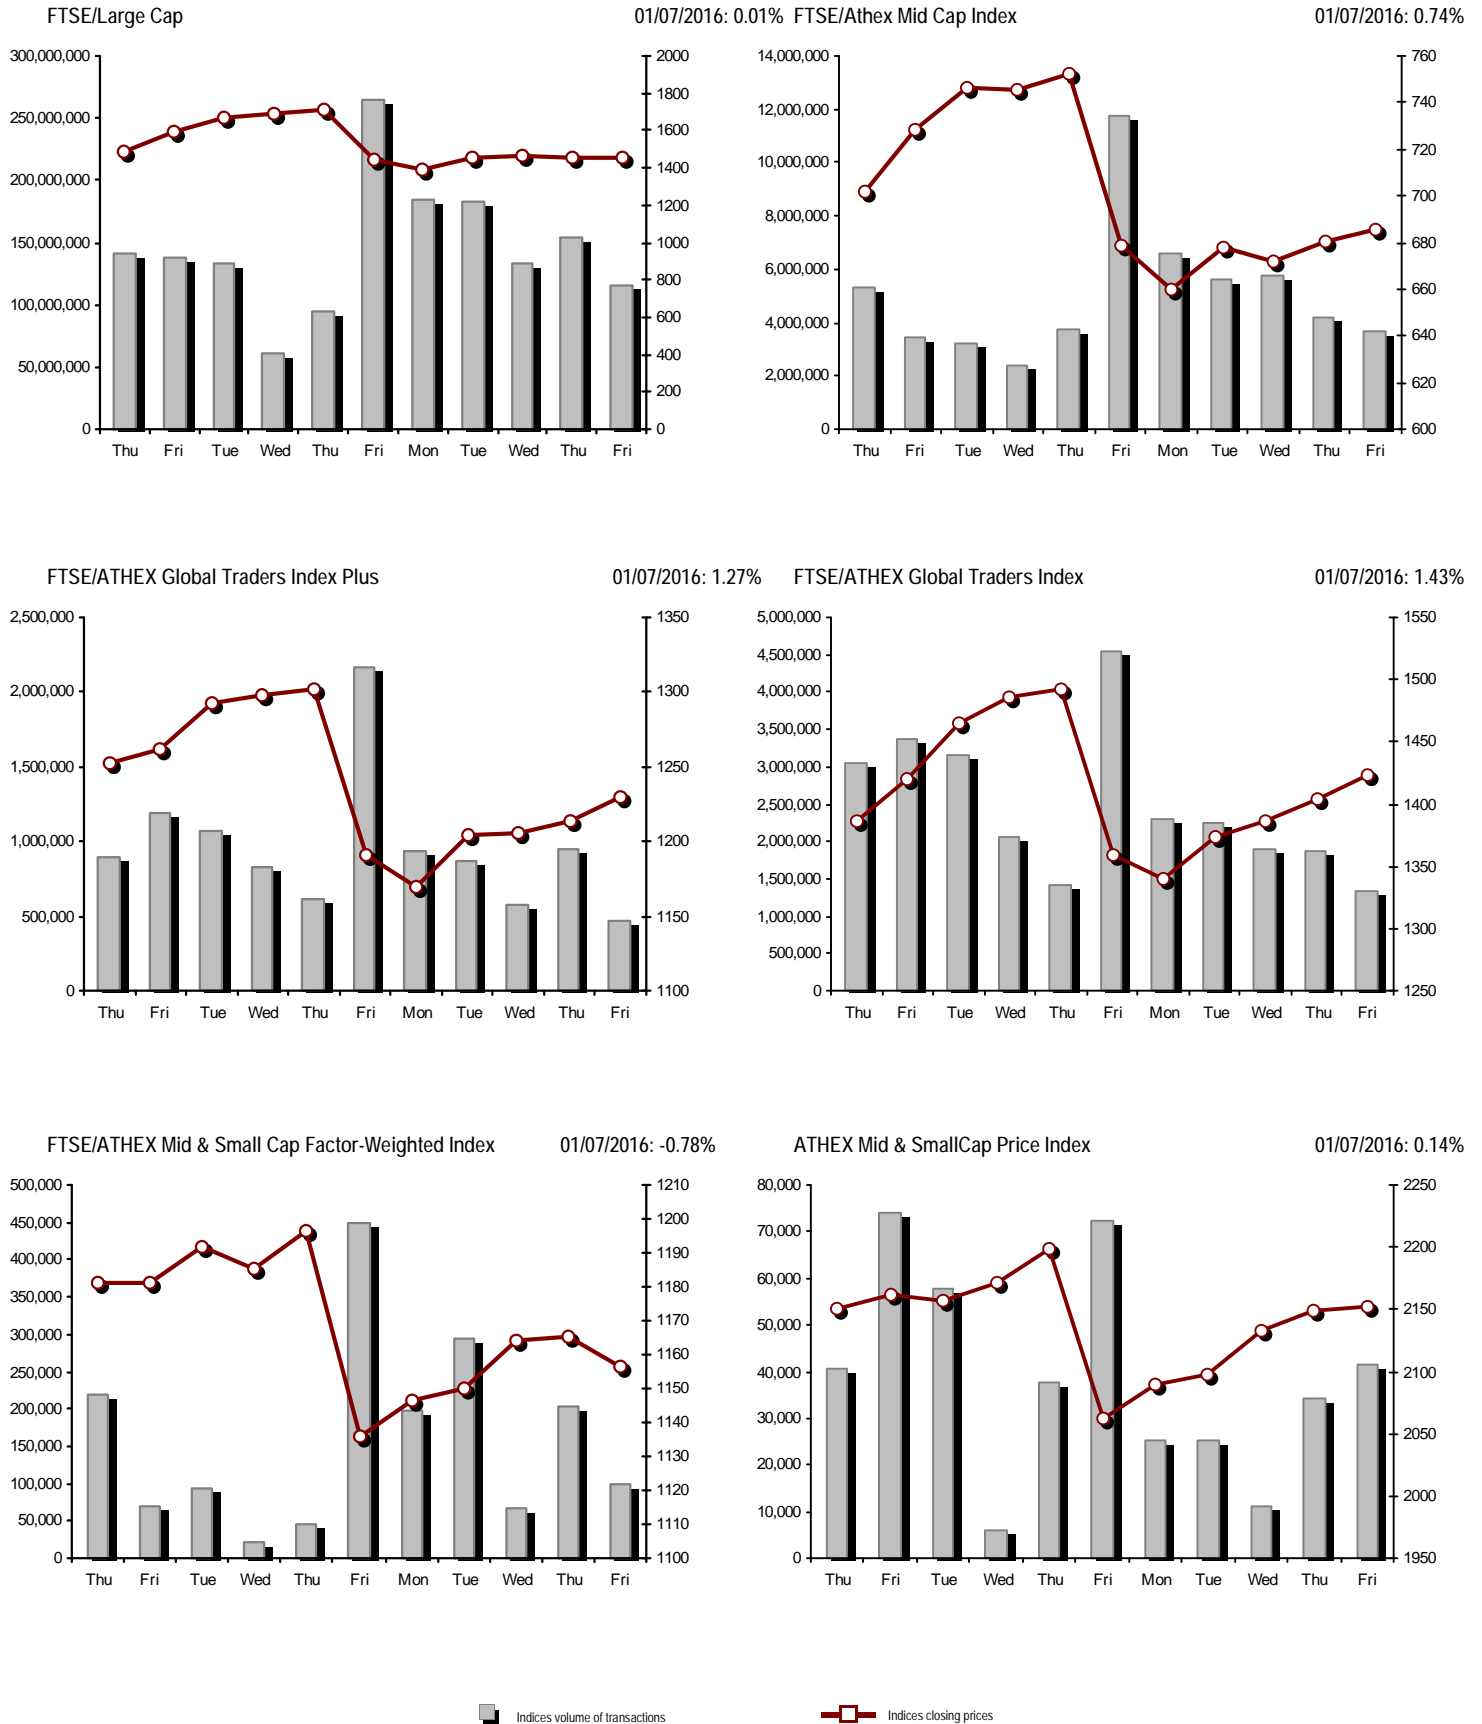 FTSE/Large Cap 01/07/2016: 0.01% FTSE/Athex Mid Cap Index 01/07/2016: 0.74%
300,000,000 2000 14,000,000 760
1800
250,000,000 12,000,000 740
1600
1400 10,000,000 720
200,000,000
1200 8,000,000 700
150,000,000 1000
6,000,000 680
800
100,000,000 660
600 4,000,000
640
50,000,000 400
2,000,000 620
200
0 0 0 600
Thu Fri Tue Wed Thu Fri Mon Tue Wed Thu Fri Thu Fri Tue Wed Thu Fri Mon Tue Wed Thu Fri
FTSE/ATHEX Global Traders Index Plus 01/07/2016: 1.27% FTSE/ATHEX Global Traders Index 01/07/2016: 1.43%
2,500,000 1350 5,000,000 1550
4,500,000
1500
2,000,000 1300 4,000,000
3,500,000 1450
1,500,000 1250 3,000,000
2,500,000 1400
1,000,000 1200 2,000,000
1350
1,500,000
500,000 1150 1,000,000 1300
500,000
0 1100 0 1250
Thu Fri Tue Wed Thu Fri Mon Tue Wed Thu Fri Thu Fri Tue Wed Thu Fri Mon Tue Wed Thu Fri
FTSE/ATHEX Mid & Small Cap Factor-Weighted Index 01/07/2016: -0.78% ATHEX Mid & SmallCap Price Index 01/07/2016: 0.14%
500,000 1210 80,000 2250
450,000 1200 70,000
400,000 1190 2200
350,000 1180 60,000
300,000 1170 50,000 2150
250,000 1160
1150 40,000 2100
200,000 1140 30,000
150,000 1130 2050
100,000 1120 20,000
50,000 1110 10,000 2000
0 1100 0 1950
Thu Fri Tue Wed Thu Fri Mon Tue Wed Thu Fri Thu Fri Tue Wed Thu Fri Mon Tue Wed Thu Fri
Indices volume of transactions Indices closing prices